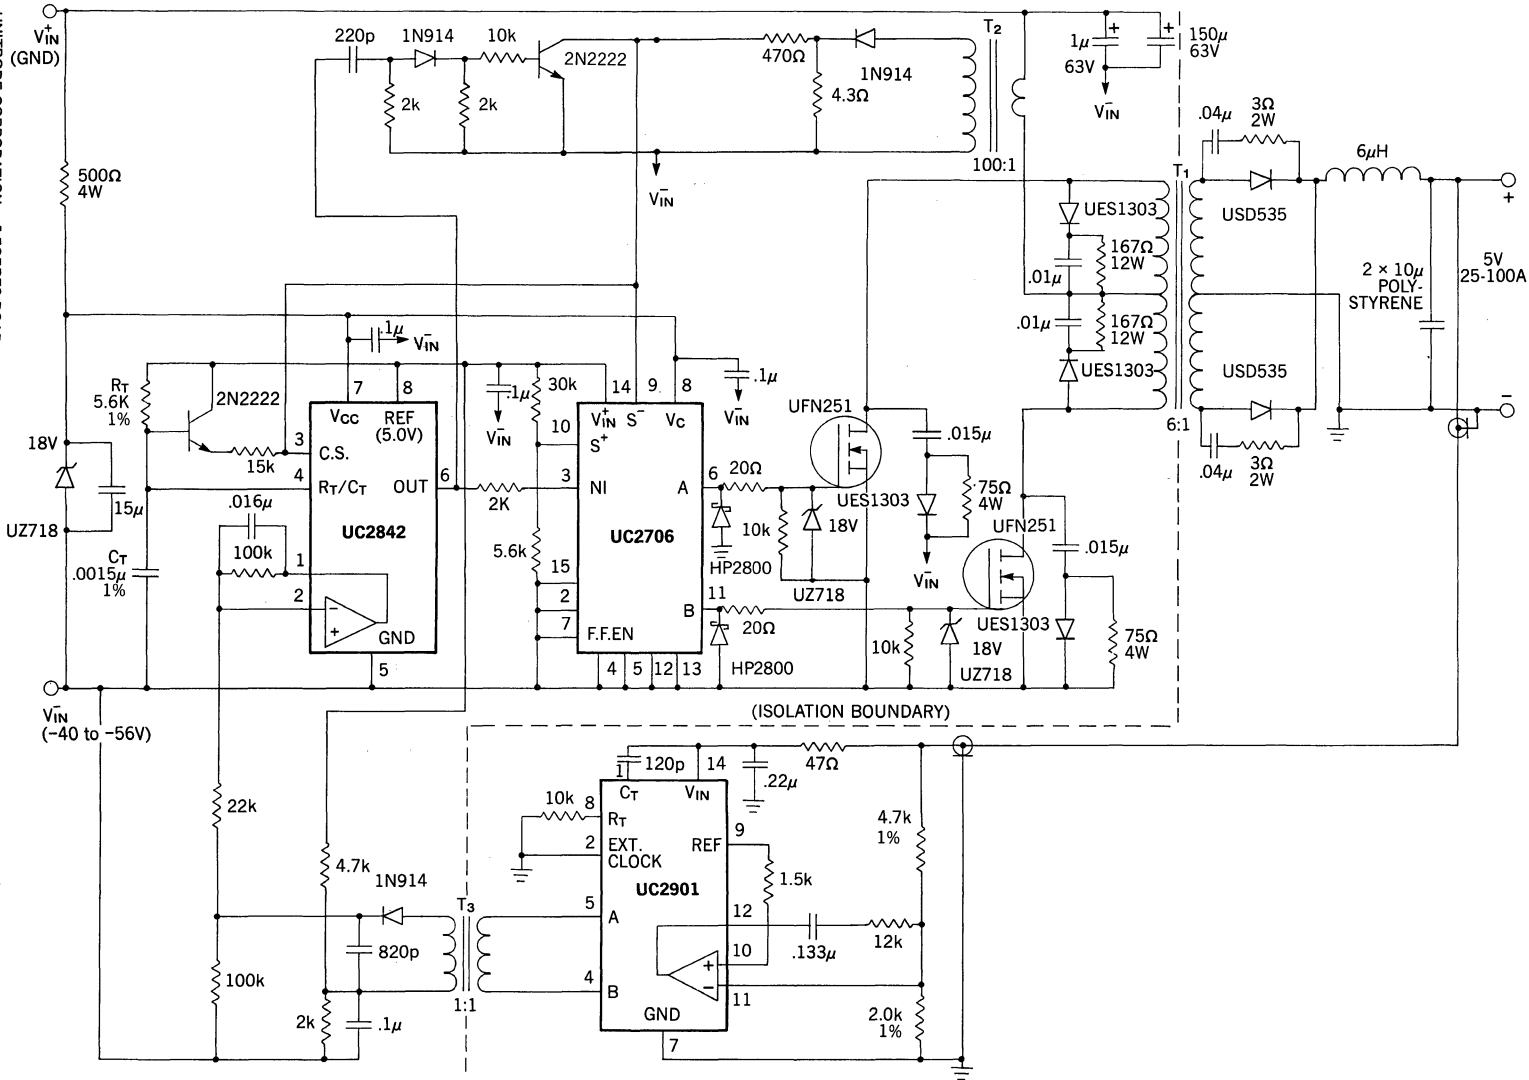 V+IN
(GND)
220p
1N914
10k
2N2222
2k
2k
470Ω
1N914
4.3Ω
T2
100:1
1µ
63V
+
+
150µ
63V
V-IN
V-IN
500Ω
4W
.04µ
3Ω
2W
6µH
T1
USD535
+
UES1303
167Ω
12W
.01µ
.01µ
167Ω
12W
UES1303
2 × 10µ
POLY-
STYRENE
5V
25-100A
USD535
−
6:1
.04µ
3Ω
2W
.1µ
V-IN
RT
5.6K
1%
2N2222
7
8
VCC
REF
(5.0V)
.1µ
V-IN
30k
14
9
8
V+IN
S-
VC
.1µ
V-IN
18V
15µ
UZ718
15k
3
C.S.
4
RT/CT
OUT
6
2K
UC2842
.016µ
100k
1
2
−
+
GND
5
CT
.0015µ
1%
10
S+
3
NI
A
6
20Ω
UC2706
5.6k
15
2
7
F.F.EN
B
11
20Ω
4
5
12
13
HP2800
HP2800
UFN251
10k
18V
UZ718
UES1303
.015µ
75Ω
4W
V-IN
UFN251
.015µ
UES1303
75Ω
4W
10k
18V
UZ718
V-IN
(−40 to −56V)
(ISOLATION BOUNDARY)
22k
4.7k
1N914
820p
100k
2k
.1µ
T3
1:1
1
120p
14
47Ω
.22µ
CT
VIN
10k
8
RT
2
EXT.
CLOCK
REF
9
UC2901
1.5k
5
A
12
.133µ
12k
4.7k
1%
+
10
−
11
4
B
GND
7
2.0k
1%